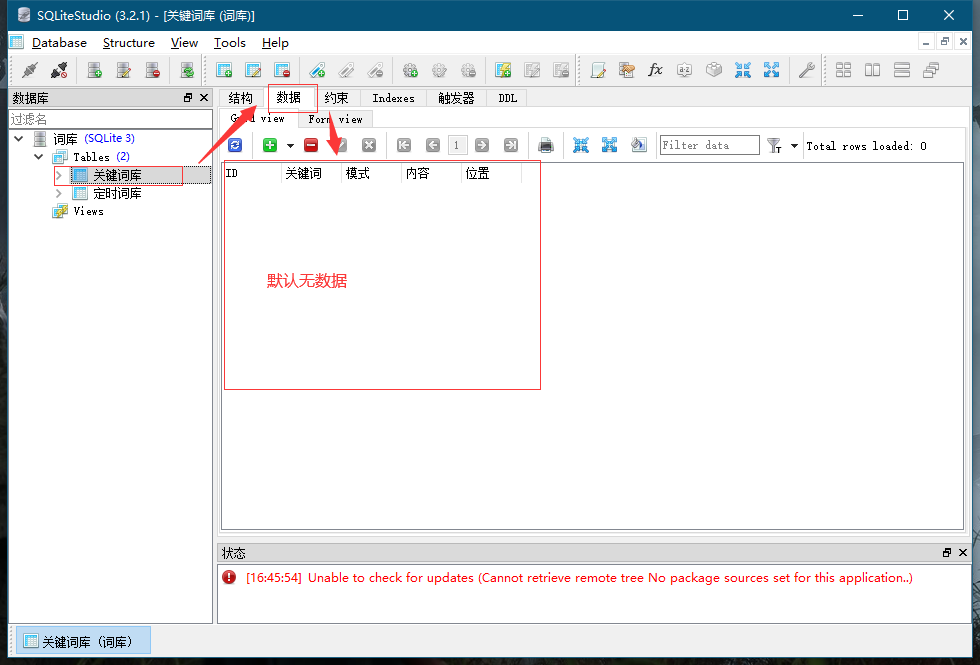 SQLiteStudio (3.2.1) - [关键词库 (词库)]
Database Structure View Tools Help
数据库
过滤名
词库 (SQLite 3)
Tables (2)
关键词库
定时词库
Views
结构 数据 约束 Indexes 触发器 DDL
Grid view Form view
1 Filter data Total rows loaded: 0
ID 关键词 模式 内容 位置
默认无数据
状态
[16:45:54] Unable to check for updates (Cannot retrieve remote tree No package sources set for this application..)
关键词库 (词库)